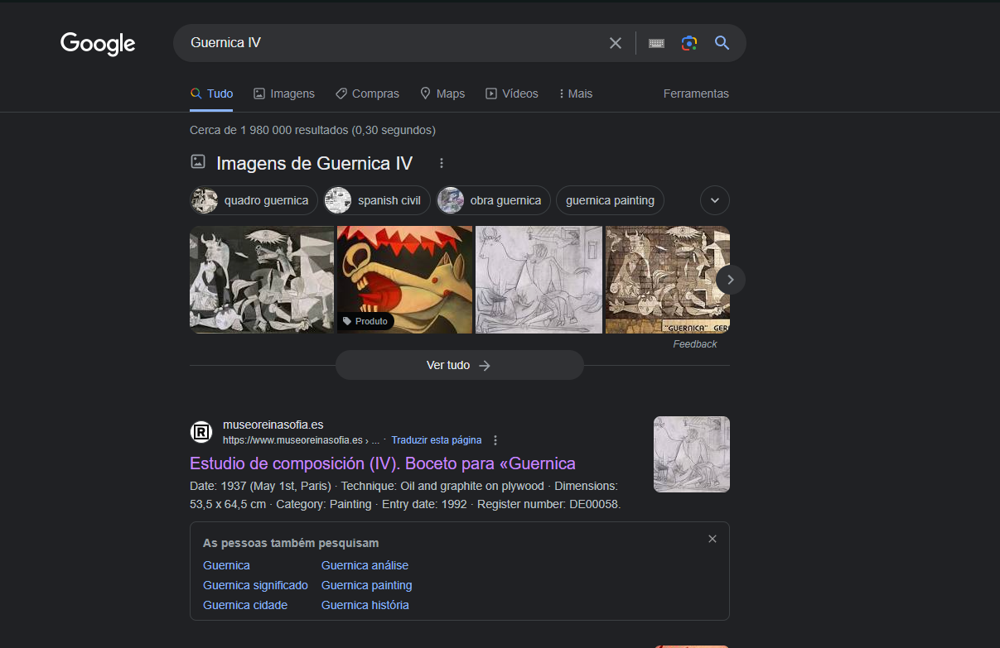 Google
Guernica IV
Tudo
Imagens
Compras
Maps
Vídeos
Mais
Ferramentas
Cerca de 1 980 000 resultados (0,30 segundos)
Imagens de Guernica IV
quadro guernica
spanish civil
obra guernica
guernica painting
Produto
"GUERNICA" GER
Feedback
Ver tudo
R
museoreinasofia.es
https://www.museoreinasofia.es › ... · Traduzir esta página
Estudio de composición (IV). Boceto para «Guernica
Date: 1937 (May 1st, Paris) · Technique: Oil and graphite on plywood · Dimensions:
53,5 x 64,5 cm · Category: Painting · Entry date: 1992 · Register number: DE00058.
As pessoas também pesquisam
Guernica
Guernica análise
Guernica significado
Guernica painting
Guernica cidade
Guernica história